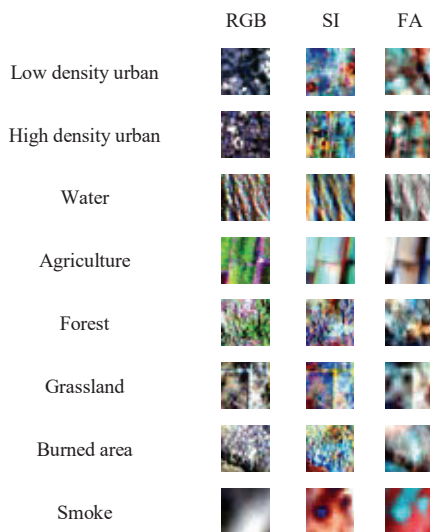 RGB SI FA
Low density urban
High density urban
Water
Agriculture
Forest
Grassland
Burned area
Smoke